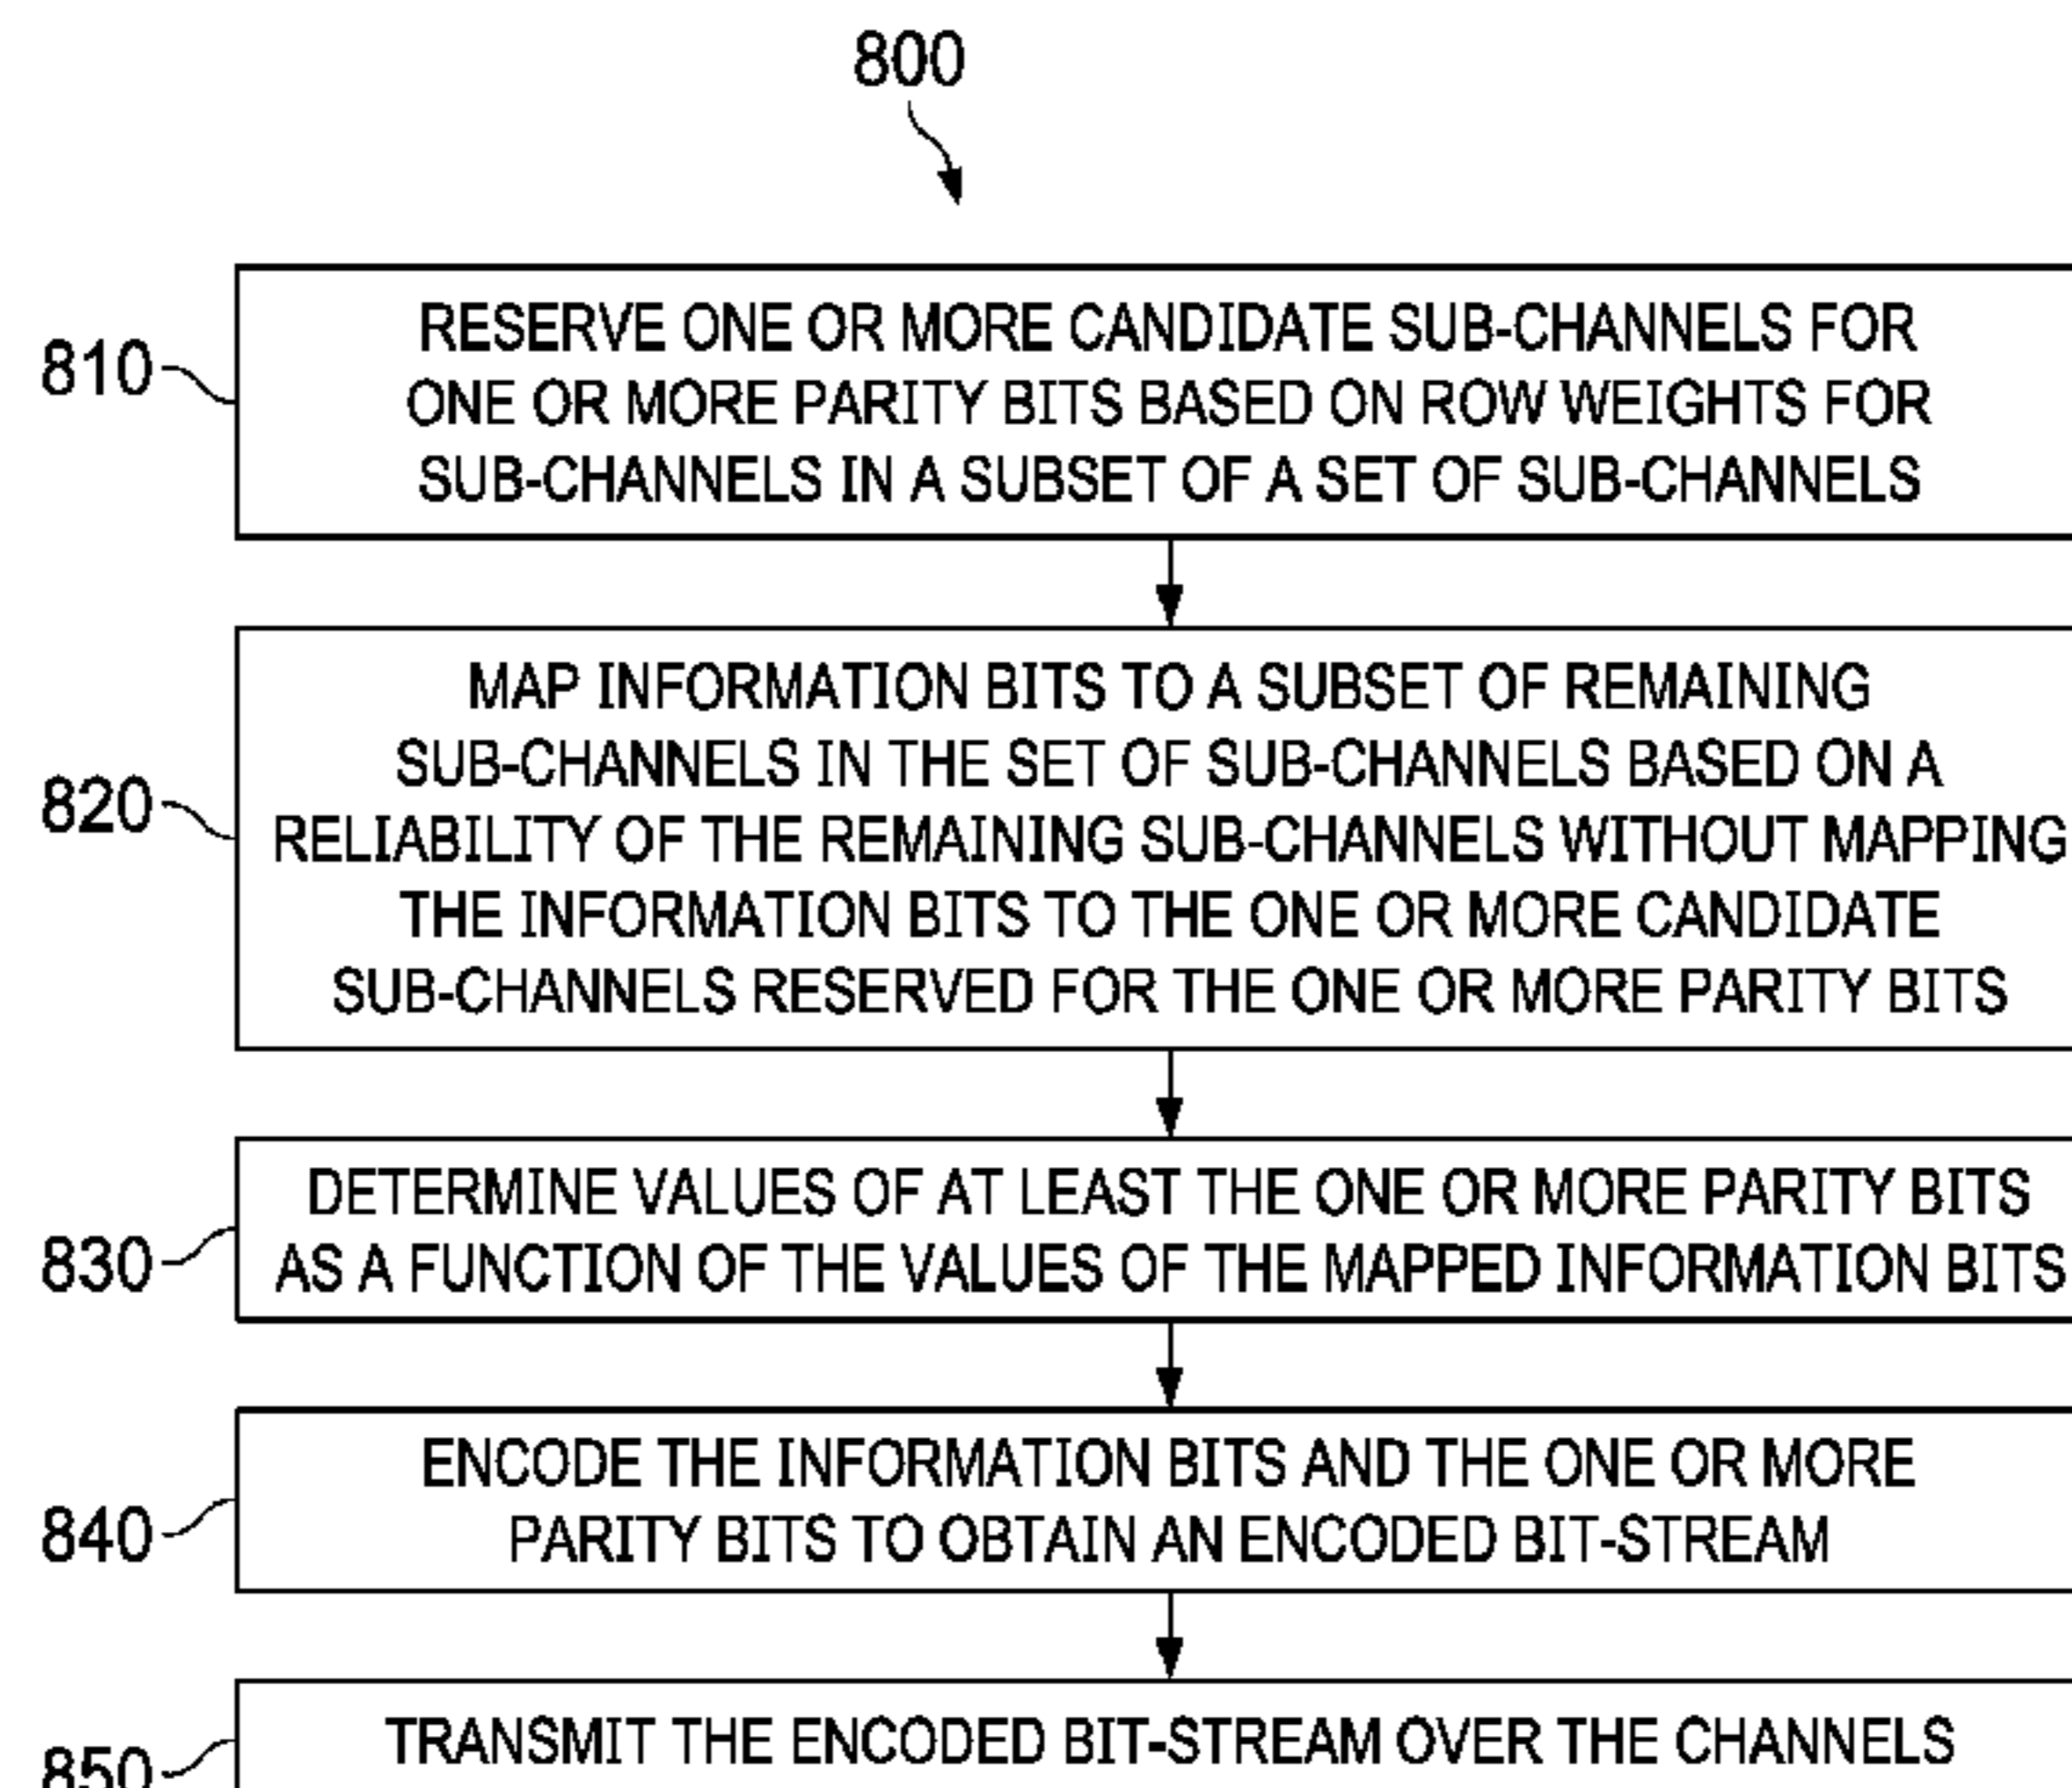 800
810
RESERVE ONE OR MORE CANDIDATE SUB-CHANNELS FOR
ONE OR MORE PARITY BITS BASED ON ROW WEIGHTS FOR
SUB-CHANNELS IN A SUBSET OF A SET OF SUB-CHANNELS
820
MAP INFORMATION BITS TO A SUBSET OF REMAINING
SUB-CHANNELS IN THE SET OF SUB-CHANNELS BASED ON A
RELIABILITY OF THE REMAINING SUB-CHANNELS WITHOUT MAPPING
THE INFORMATION BITS TO THE ONE OR MORE CANDIDATE
SUB-CHANNELS RESERVED FOR THE ONE OR MORE PARITY BITS
830
DETERMINE VALUES OF AT LEAST THE ONE OR MORE PARITY BITS
AS A FUNCTION OF THE VALUES OF THE MAPPED INFORMATION BITS
840
ENCODE THE INFORMATION BITS AND THE ONE OR MORE
PARITY BITS TO OBTAIN AN ENCODED BIT-STREAM
850
TRANSMIT THE ENCODED BIT-STREAM OVER THE CHANNELS